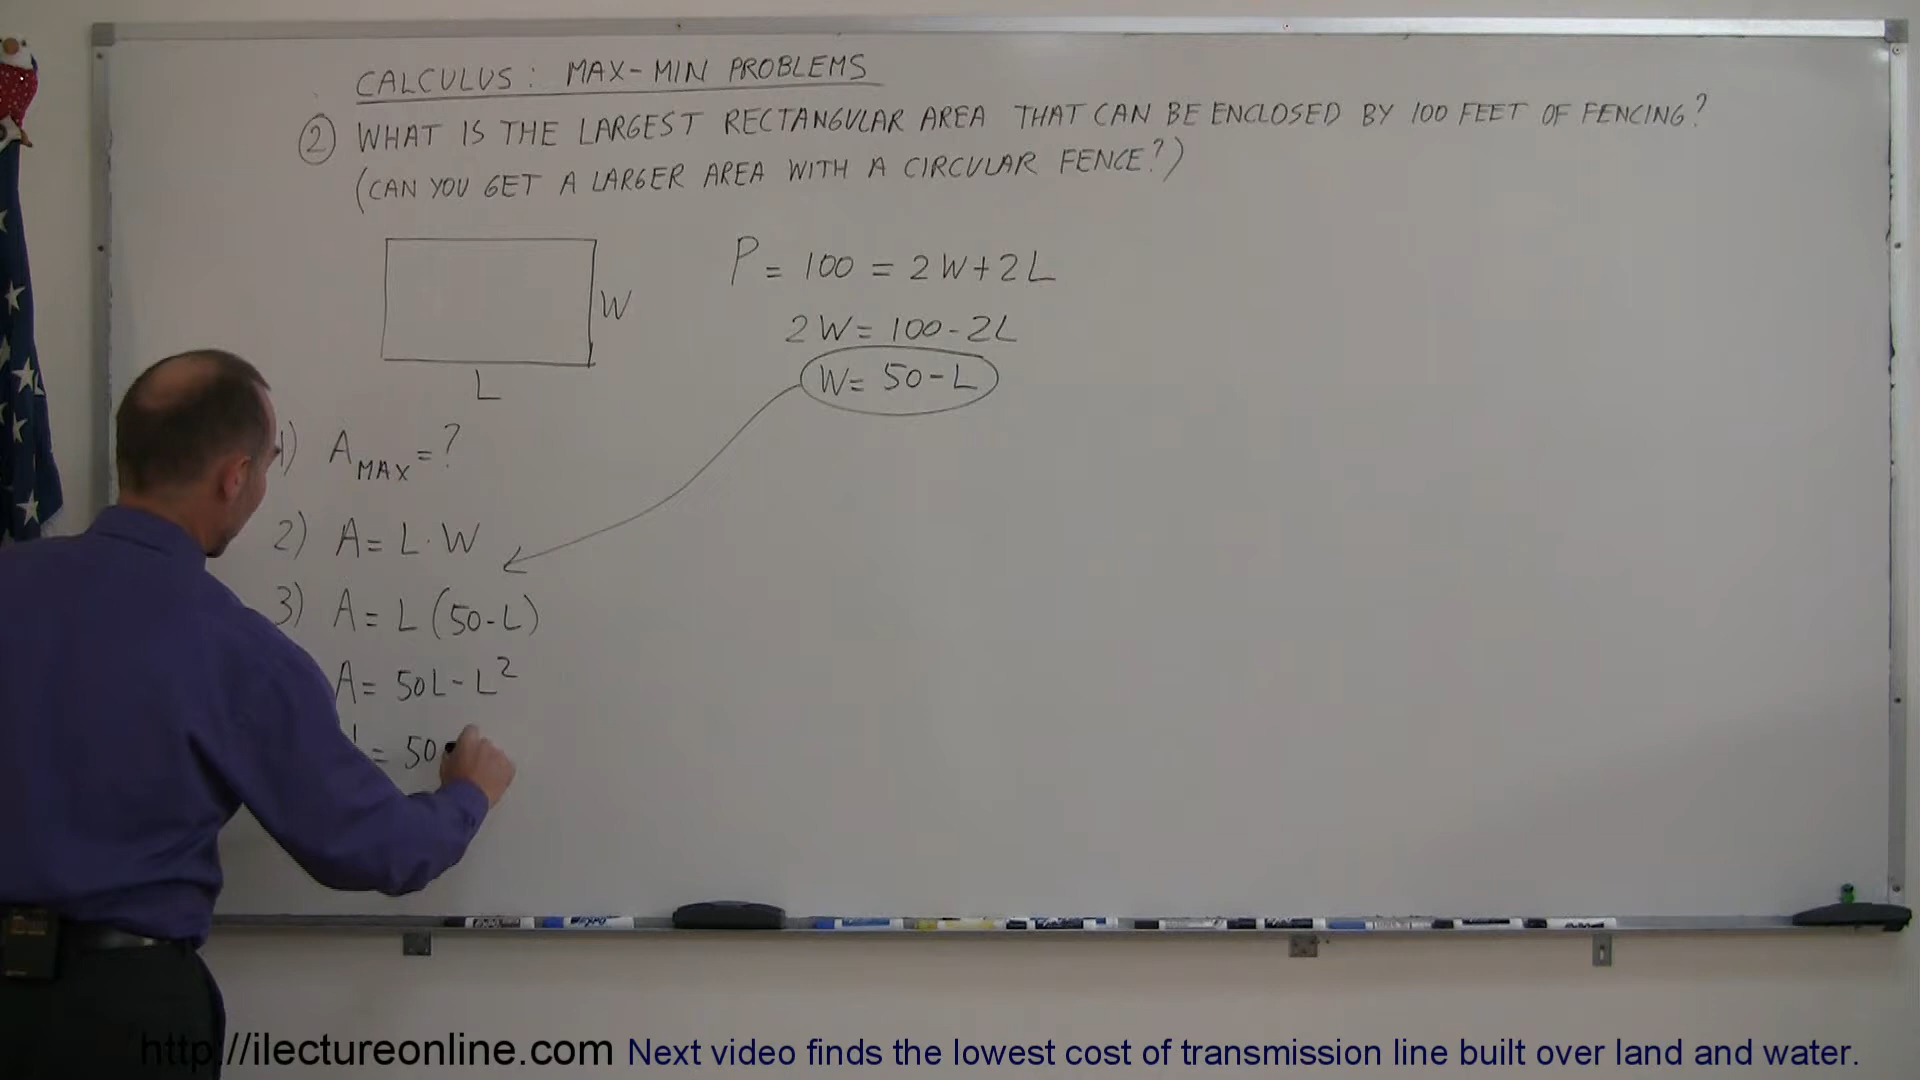 CALCULUS: MAX-MIN PROBLEMS
② WHAT IS THE LARGEST RECTANGULAR AREA THAT CAN BE ENCLOSED BY 100 FEET OF FENCING?
(CAN YOU GET A LARGER AREA WITH A CIRCULAR FENCE?)
W
L
P = 100 = 2W+2L
2W = 100-2L
W = 50-L
1) A_MAX = ?
2) A = L·W
3) A = L(50-L)
A = 50L-L²
= 50
http://ilectureonline.com Next video finds the lowest cost of transmission line built over land and water.